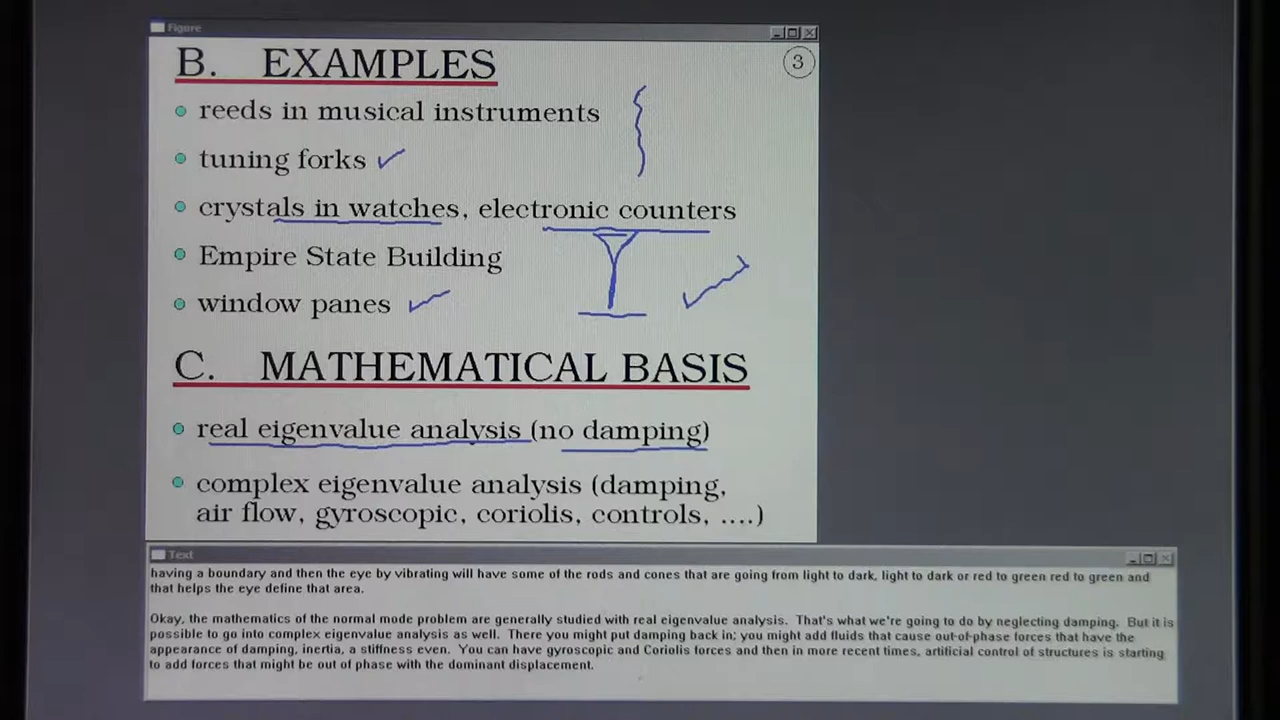 Figure
B. EXAMPLES
3
reeds in musical instruments
tuning forks
crystals in watches, electronic counters
Empire State Building
window panes
C. MATHEMATICAL BASIS
real eigenvalue analysis (no damping)
complex eigenvalue analysis (damping,
air flow, gyroscopic, coriolis, controls, ....)
Text
having a boundary and then the eye by vibrating will have some of the rods and cones that are going from light to dark, light to dark or red to green red to green and
that helps the eye define that area.
Okay, the mathematics of the normal mode problem are generally studied with real eigenvalue analysis. That's what we're going to do by neglecting damping. But it is
possible to go into complex eigenvalue analysis as well. There you might put damping back in; you might add fluids that cause out-of-phase forces that have the
appearance of damping, inertia, a stiffness even. You can have gyroscopic and Coriolis forces and then in more recent times, artificial control of structures is starting
to add forces that might be out of phase with the dominant displacement.